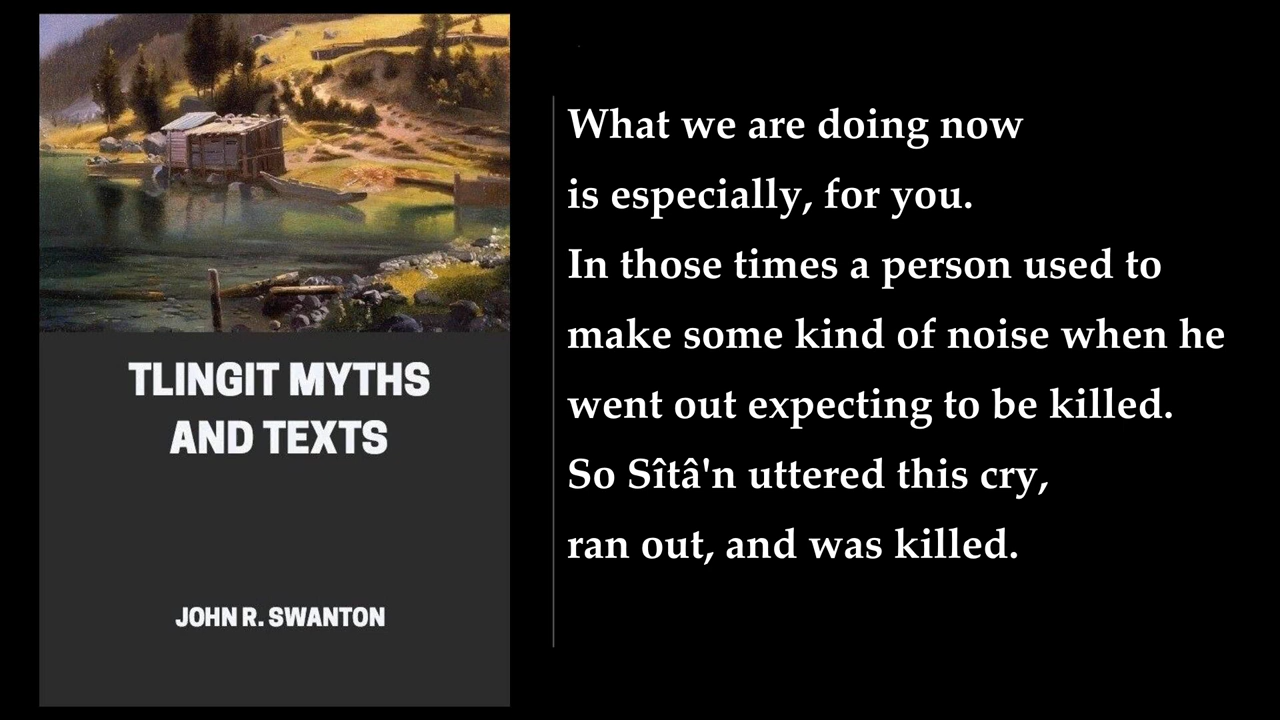 TLINGIT MYTHS
AND TEXTS
JOHN R. SWANTON
What we are doing now
is especially, for you.
In those times a person used to
make some kind of noise when he
went out expecting to be killed.
So Sîtâ'n uttered this cry,
ran out, and was killed.